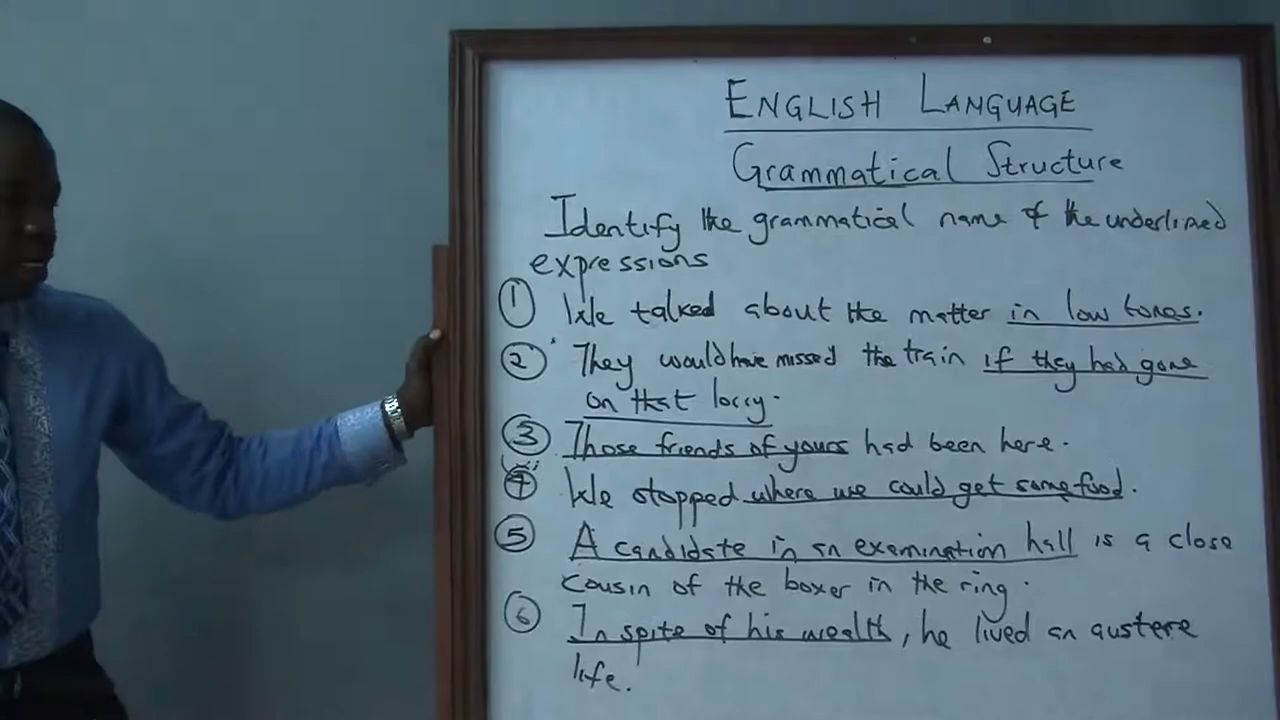 ENGLISH LANGUAGE
Grammatical Structure
Identify the grammatical name of the underlined
expressions
1 We talked about the matter in low tones.
2 They would have missed the train if they had gone
on that lorry.
3 Those friends of yours had been here.
4 We stopped where we could get some food.
5 A candidate in an examination hall is a close
cousin of the boxer in the ring.
6 In spite of his wealth, he lived an austere
life.